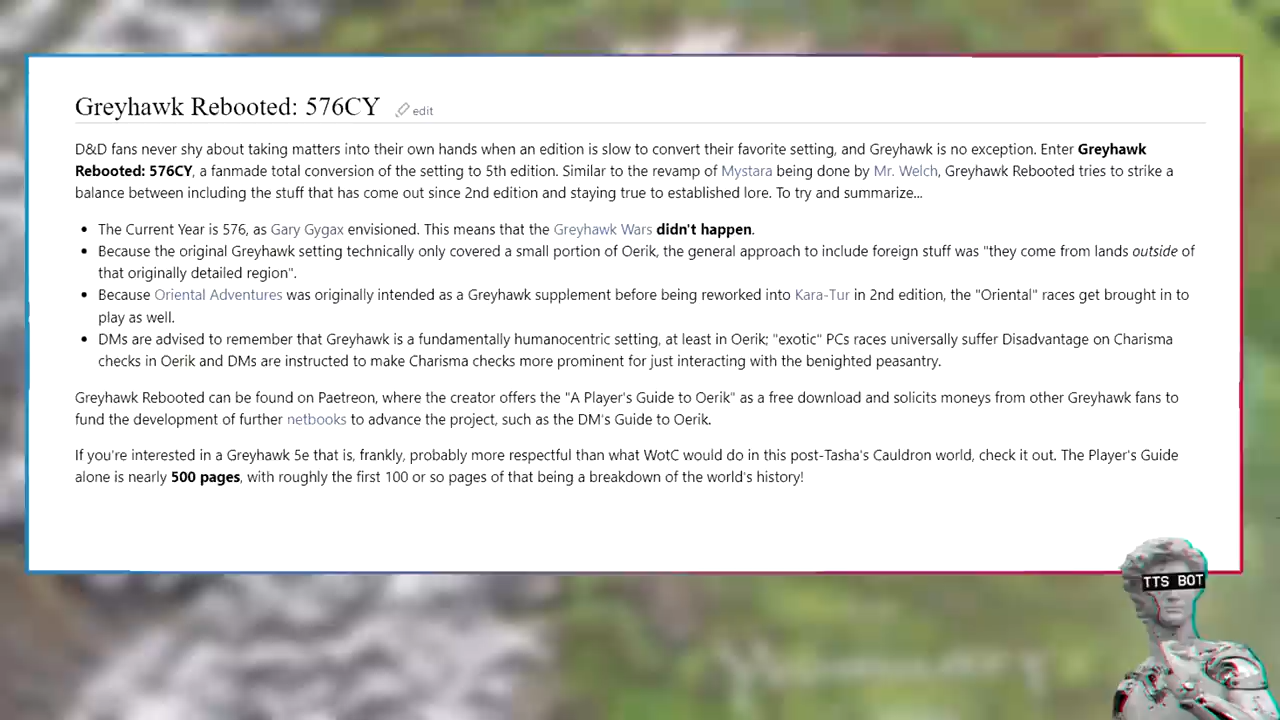 Greyhawk Rebooted: 576CY edit
D&D fans never shy about taking matters into their own hands when an edition is slow to convert their favorite setting, and Greyhawk is no exception. Enter Greyhawk
Rebooted: 576CY, a fanmade total conversion of the setting to 5th edition. Similar to the revamp of Mystara being done by Mr. Welch, Greyhawk Rebooted tries to strike a
balance between including the stuff that has come out since 2nd edition and staying true to established lore. To try and summarize...
• The Current Year is 576, as Gary Gygax envisioned. This means that the Greyhawk Wars didn't happen.
• Because the original Greyhawk setting technically only covered a small portion of Oerik, the general approach to include foreign stuff was "they come from lands outside of
that originally detailed region".
• Because Oriental Adventures was originally intended as a Greyhawk supplement before being reworked into Kara-Tur in 2nd edition, the "Oriental" races get brought in to
play as well.
• DMs are advised to remember that Greyhawk is a fundamentally humanocentric setting, at least in Oerik; "exotic" PCs races universally suffer Disadvantage on Charisma
checks in Oerik and DMs are instructed to make Charisma checks more prominent for just interacting with the benighted peasantry.
Greyhawk Rebooted can be found on Paetreon, where the creator offers the "A Player's Guide to Oerik" as a free download and solicits moneys from other Greyhawk fans to
fund the development of further netbooks to advance the project, such as the DM's Guide to Oerik.
If you're interested in a Greyhawk 5e that is, frankly, probably more respectful than what WotC would do in this post-Tasha's Cauldron world, check it out. The Player's Guide
alone is nearly 500 pages, with roughly the first 100 or so pages of that being a breakdown of the world's history!
TTS BOT